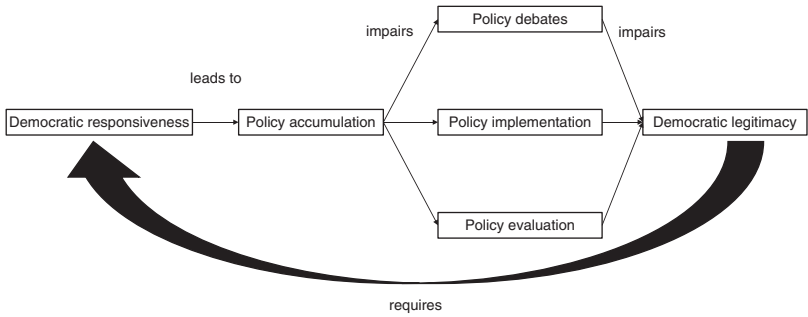 Policy debates
impairs
impairs
leads to
Democratic responsiveness
Policy accumulation
Policy implementation
Democratic legitimacy
Policy evaluation
requires